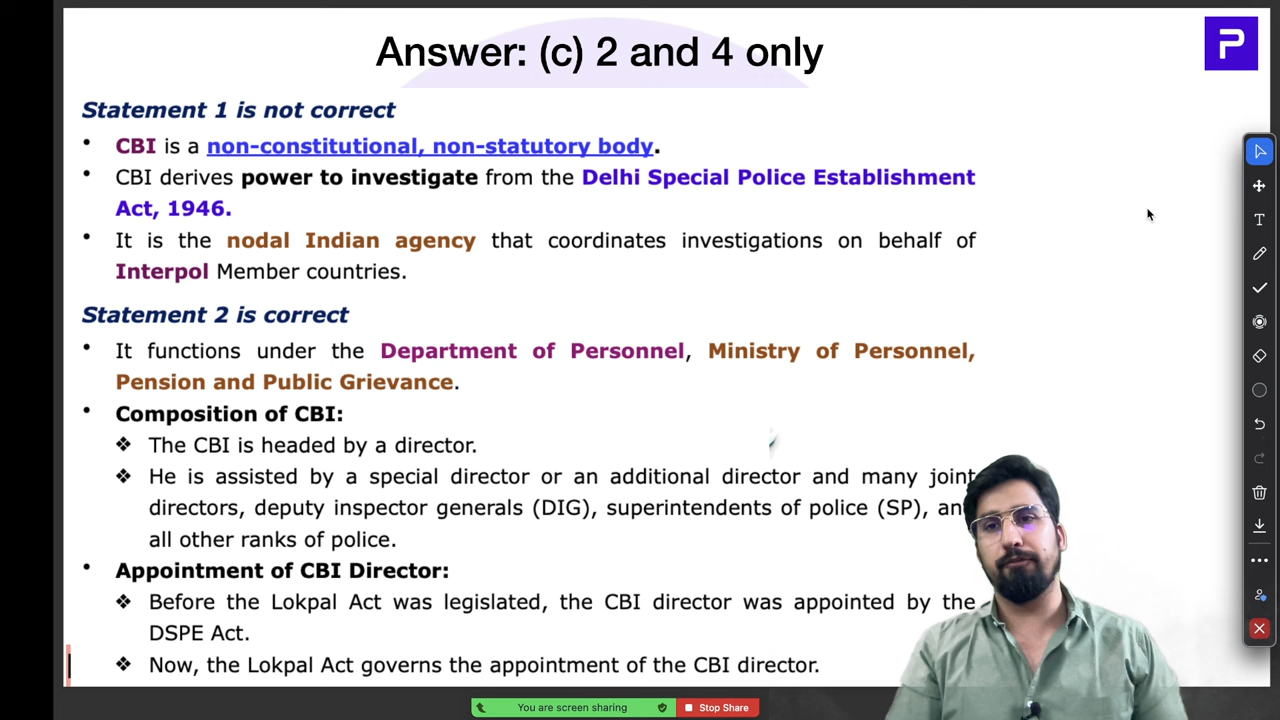 Answer: (c) 2 and 4 only
P
Statement 1 is not correct
• CBI is a non-constitutional, non-statutory body.
• CBI derives power to investigate from the Delhi Special Police Establishment
Act, 1946.
• It is the nodal Indian agency that coordinates investigations on behalf of
Interpol Member countries.
Statement 2 is correct
• It functions under the Department of Personnel, Ministry of Personnel,
Pension and Public Grievance.
• Composition of CBI:
❖ The CBI is headed by a director.
❖ He is assisted by a special director or an additional director and many joint
directors, deputy inspector generals (DIG), superintendents of police (SP), and
all other ranks of police.
• Appointment of CBI Director:
❖ Before the Lokpal Act was legislated, the CBI director was appointed by the
DSPE Act.
❖ Now, the Lokpal Act governs the appointment of the CBI director.
You are screen sharing
Stop Share